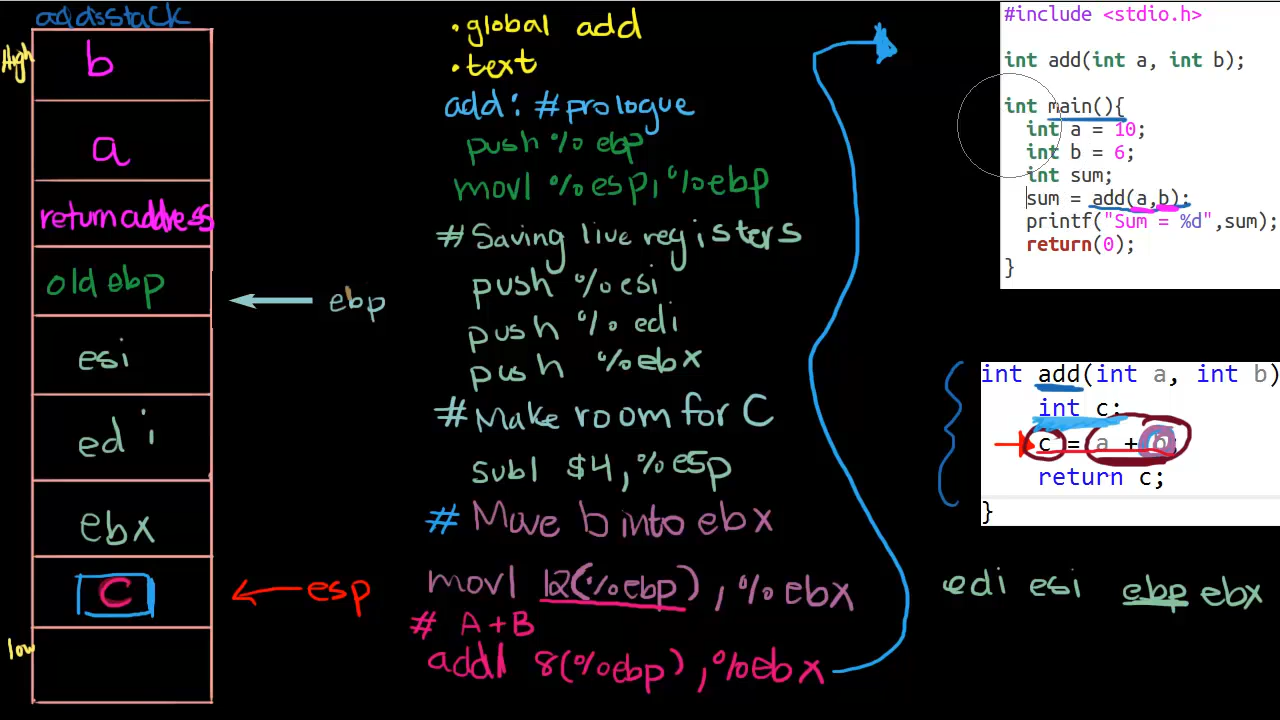 add's stack
High
b
a
return address
old ebp
ebp
esi
edi
ebx
C
esp
low
.global add
.text
add: #prologue
push %ebp
movl %esp, %ebp
# Saving live registers
push %esi
push %edi
push %ebx
# Make room for C
subl $4, %esp
# Move b into ebx
movl 12(%ebp), %ebx
# A+B
addl 8(%ebp), %ebx
#include <stdio.h>
int add(int a, int b);
int main(){
int a = 10;
int b = 6;
int sum;
sum = add(a,b);
printf("Sum = %d",sum);
return(0);
}
int add(int a, int b)
int c;
c = a + b;
return c;
}
edi esi ebp ebx